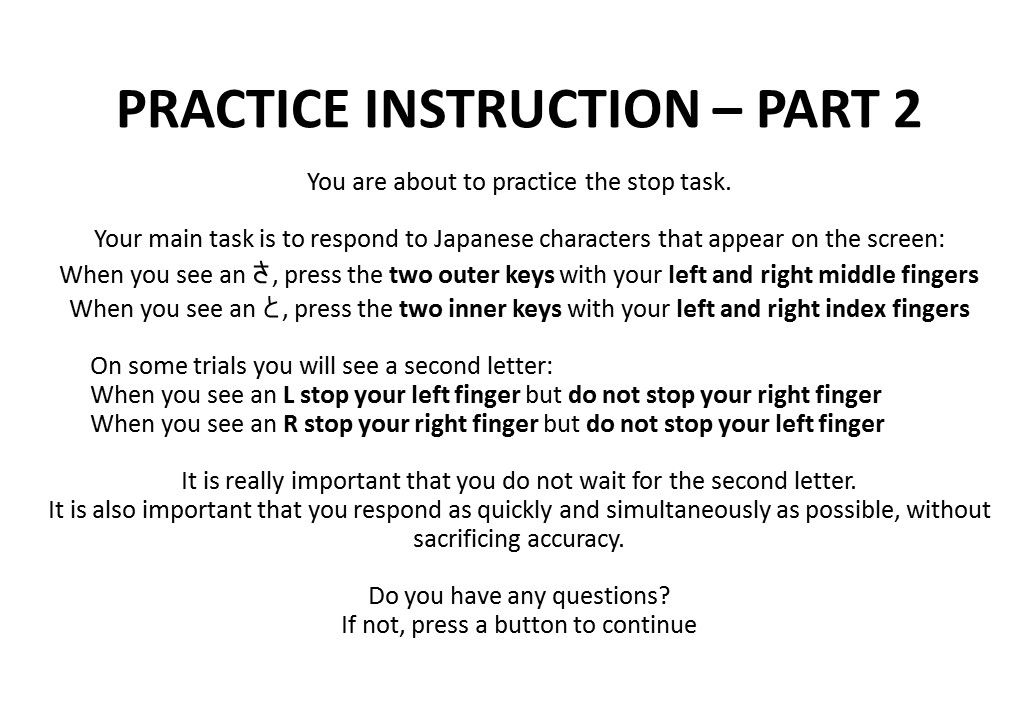 PRACTICE INSTRUCTION – PART 2
You are about to practice the stop task.
Your main task is to respond to Japanese characters that appear on the screen:
When you see an さ, press the two outer keys with your left and right middle fingers
When you see an と, press the two inner keys with your left and right index fingers
On some trials you will see a second letter:
When you see an L stop your left finger but do not stop your right finger
When you see an R stop your right finger but do not stop your left finger
It is really important that you do not wait for the second letter.
It is also important that you respond as quickly and simultaneously as possible, without
sacrificing accuracy.
Do you have any questions?
If not, press a button to continue